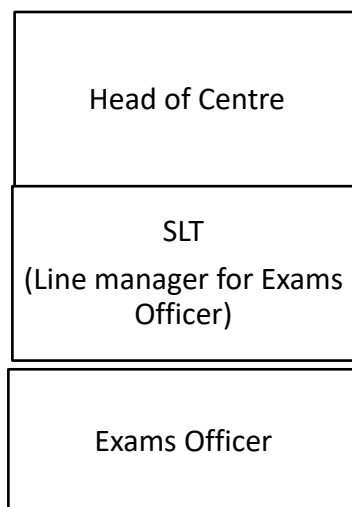 Head of Centre
SLT
(Line manager for Exams
Officer)
Exams Officer